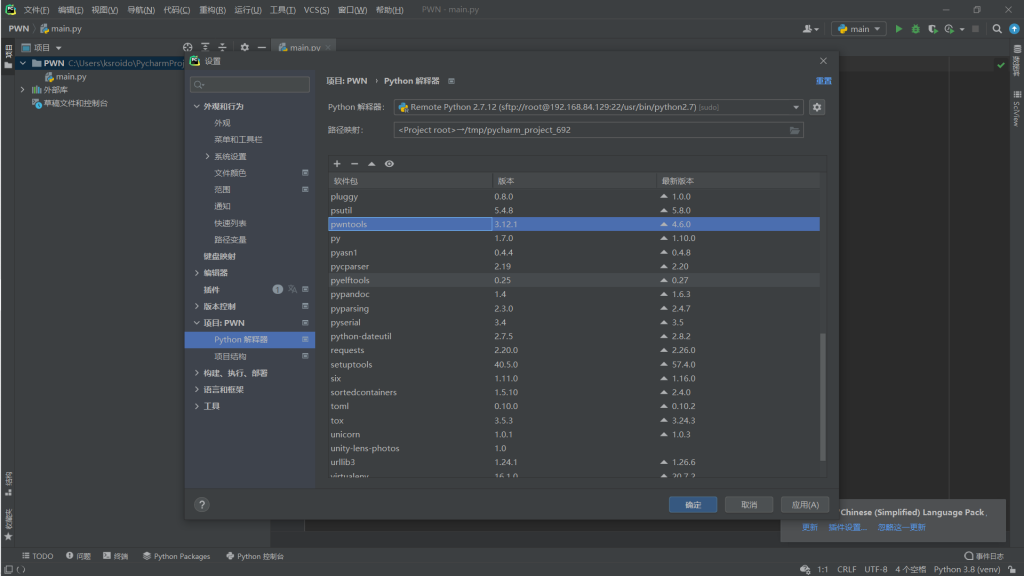 文件(F) 编辑(E) 视图(V) 导航(N) 代码(C) 重构(R) 运行(U) 工具(T) VCS(S) 窗口(W) 帮助(H) PWN - main.py
PWN main.py main
项目 main.py
PWN C:\Users\ksroido\PycharmProj
main.py
外部库
草稿文件和控制台
设置
外观和行为
外观
菜单和工具栏
系统设置
文件颜色
范围
通知
快速列表
路径变量
键盘映射
编辑器
插件 1
版本控制
项目: PWN
Python 解释器
项目结构
构建、执行、部署
语言和框架
工具
项目: PWN › Python 解释器 重置
Python 解释器: Remote Python 2.7.12 (sftp://root@192.168.84.129:22/usr/bin/python2.7) (sudo)
路径映射: <Project root>→/tmp/pycharm_project_692
软件包 版本 最新版本
pluggy 0.8.0 1.0.0
psutil 5.4.8 5.8.0
pwntools 3.12.1 4.6.0
py 1.7.0 1.10.0
pyasn1 0.4.4 0.4.8
pycparser 2.19 2.20
pyelftools 0.25 0.27
pypandoc 1.4 1.6.3
pyparsing 2.3.0 2.4.7
pyserial 3.4 3.5
python-dateutil 2.7.5 2.8.2
requests 2.20.0 2.26.0
setuptools 40.5.0 57.4.0
six 1.11.0 1.16.0
sortedcontainers 1.5.10 2.4.0
toml 0.10.0 0.10.2
tox 3.5.3 3.24.3
unicorn 1.0.1 1.0.3
unity-lens-photos 1.0
urllib3 1.24.1 1.26.6
virtualenv 16.1.0 20.7.2
? 确定 取消 应用(A)
数据库
SciView
项目
结构
收藏夹
Chinese (Simplified) Language Pack
更新 插件设置... 忽略这一更新
TODO 问题 终端 Python Packages Python 控制台 事件日志
1:1 CRLF UTF-8 4 个空格 Python 3.8 (venv)